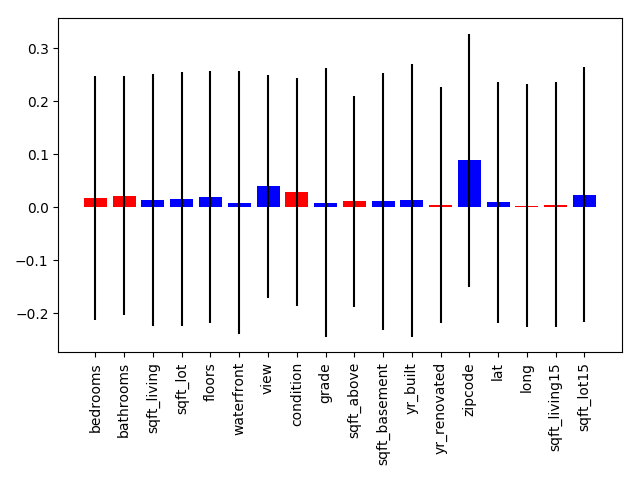 0.3
0.2
0.1
0.0
−0.1
−0.2
bedrooms
bathrooms
sqft_living
sqft_lot
floors
waterfront
view
condition
grade
sqft_above
sqft_basement
yr_built
yr_renovated
zipcode
lat
long
sqft_living15
sqft_lot15